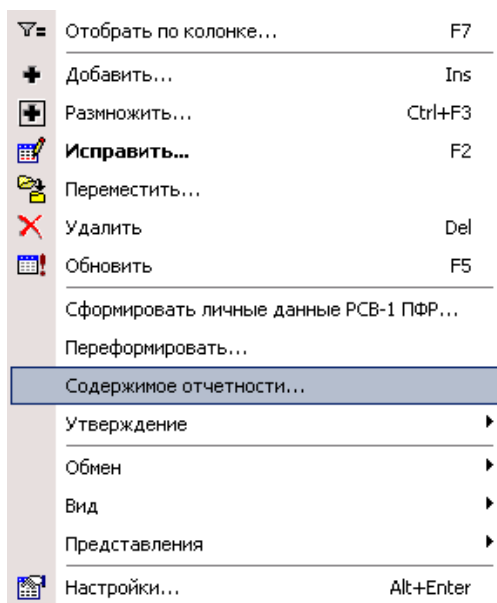 Отобрать по колонке... F7
Добавить... Ins
Размножить... Ctrl+F3
Исправить... F2
Переместить...
Удалить Del
Обновить F5
Сформировать личные данные РСВ-1 ПФР...
Переформировать...
Содержимое отчетности...
Утверждение
Обмен
Вид
Представления
Настройки... Alt+Enter